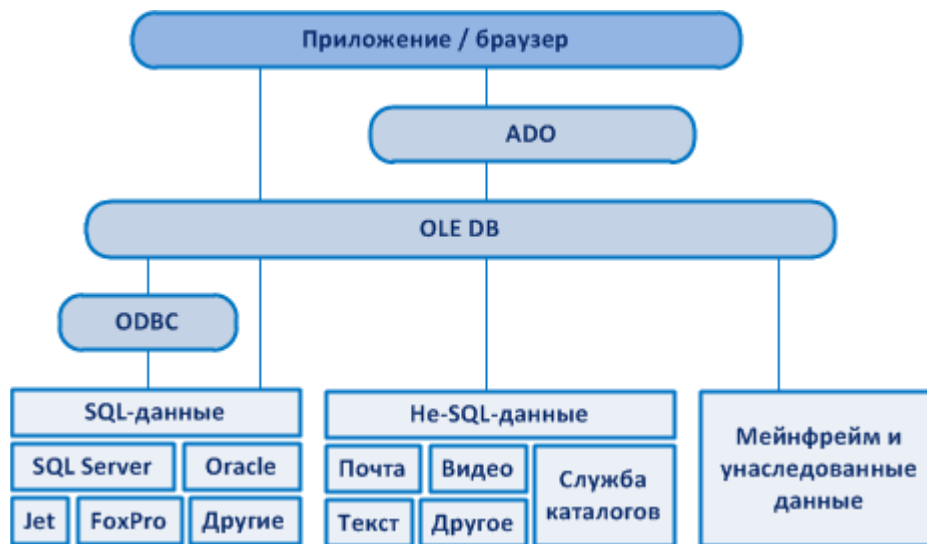 Приложение / браузер
ADO
OLE DB
ODBC
SQL-данные
SQL Server
Oracle
Jet
FoxPro
Другие
Не-SQL-данные
Почта
Видео
Служба
каталогов
Текст
Другое
Мейнфрейм и
унаследованные
данные